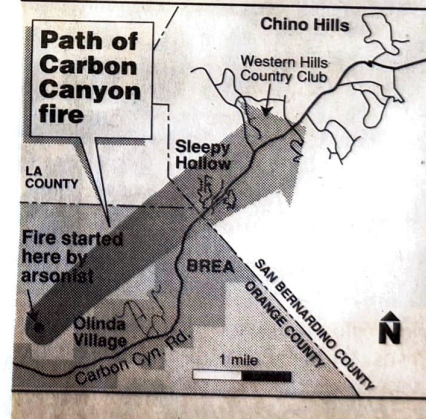 Path of
Carbon
Canyon
fire
Chino Hills
Western Hills
Country Club
Sleepy
Hollow
LA
COUNTY
Fire started
here by
arsonist
BREA
SAN BERNARDINO COUNTY
ORANGE COUNTY
Olinda
Village
Carbon Cyn. Rd.
1 mile
N